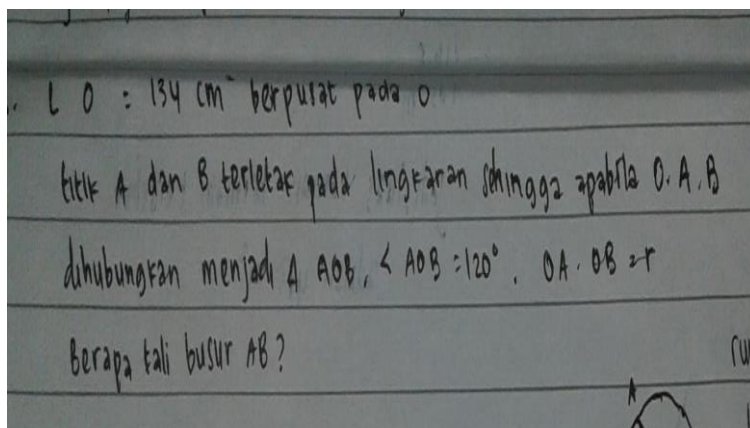 L O = 134 cm² berpusat pada O
titik A dan B terletak pada lingkaran sehingga apabila O, A, B
dihubungkan menjadi Δ AOB, < AOB = 120°, OA = OB = r
Berapa tali busur AB?
A